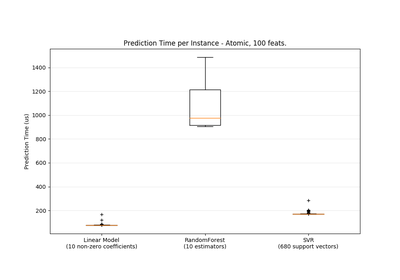 Prediction Time per Instance - Atomic, 100 feats.
Prediction Time (us)
1400
1200
1000
800
600
400
200
Linear Model
(10 non-zero coefficients)
RandomForest
(10 estimators)
SVR
(680 support vectors)